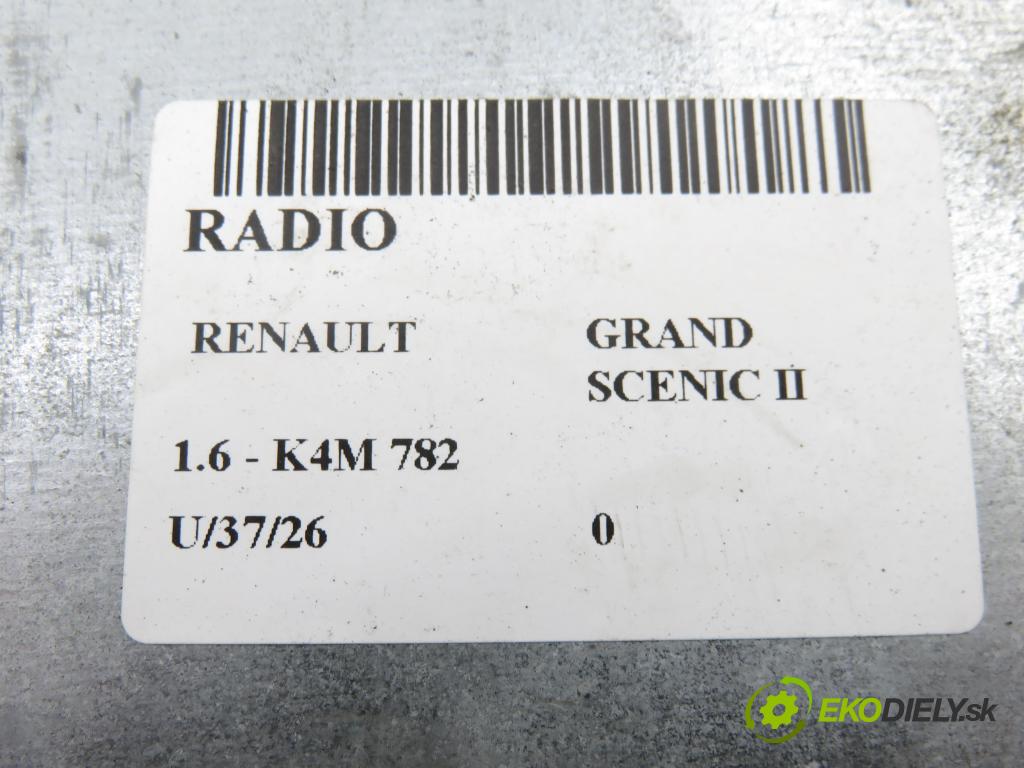 RADIO
RENAULT GRAND
SCENIC II
1.6 - K4M 782
U/37/26 0
EKODIELY.sk